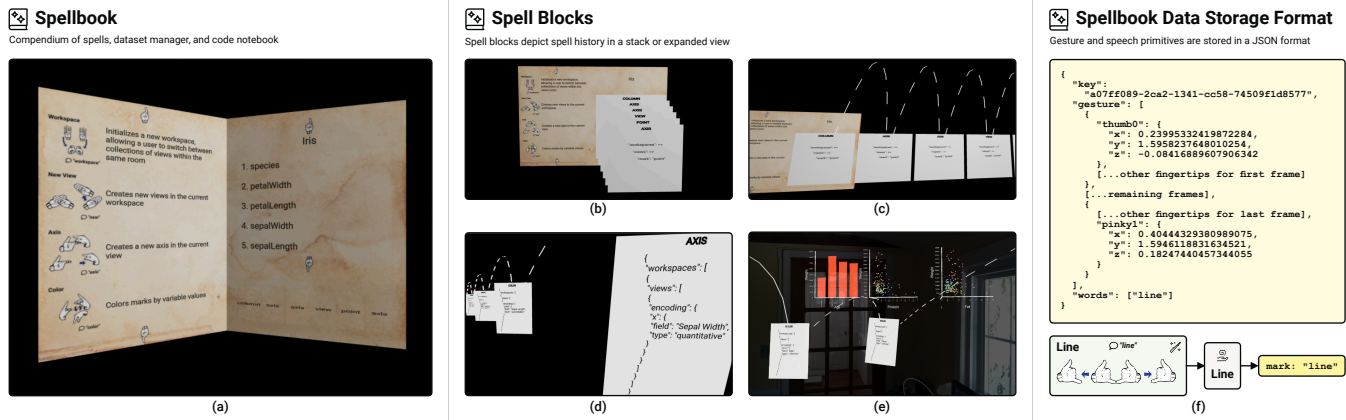 Spellbook
Compendium of spells, dataset manager, and code notebook
Workspace
Initializes a new workspace,
allowing a user to switch between
collections of views within the
same room
"workspace"
New View
Creates new views in the current
workspace
"new"
Axis
Creates a new axis in the current
view
"axis"
Color
Colors marks by variable values
"color"
Iris
1. species
2. petalWidth
3. petalLength
4. sepalWidth
5. sepalLength
(a)
Spell Blocks
Spell blocks depict spell history in a stack or expanded view
Iris
COLUMN
AXIS
AXIS
VIEW
POINT
AXIS
(b)
(c)
AXIS
{
"workspaces": [
{
"views": [
{
"encoding": {
"x": {
"field": "Sepal Width",
"type": "quantitative"
}
}
}
]
}
(d)
(e)
Spellbook Data Storage Format
Gesture and speech primitives are stored in a JSON format
{
"key":
"a07ff089-2ca2-1341-cc58-74509f1d8577",
"gesture": [
{
"thumb0": {
"x": 0.23995332419872284,
"y": 1.5958237648010254,
"z": -0.08416889607906342
},
[...other fingertips for first frame]
},
[...remaining frames],
{
[...other fingertips for last frame],
"pinky1": {
"x": 0.40444329380989075,
"y": 1.5946118831634521,
"z": 0.18247440457344055
}
}
],
"words": ["line"]
}
Line
"line"
Line
mark: "line"
(f)